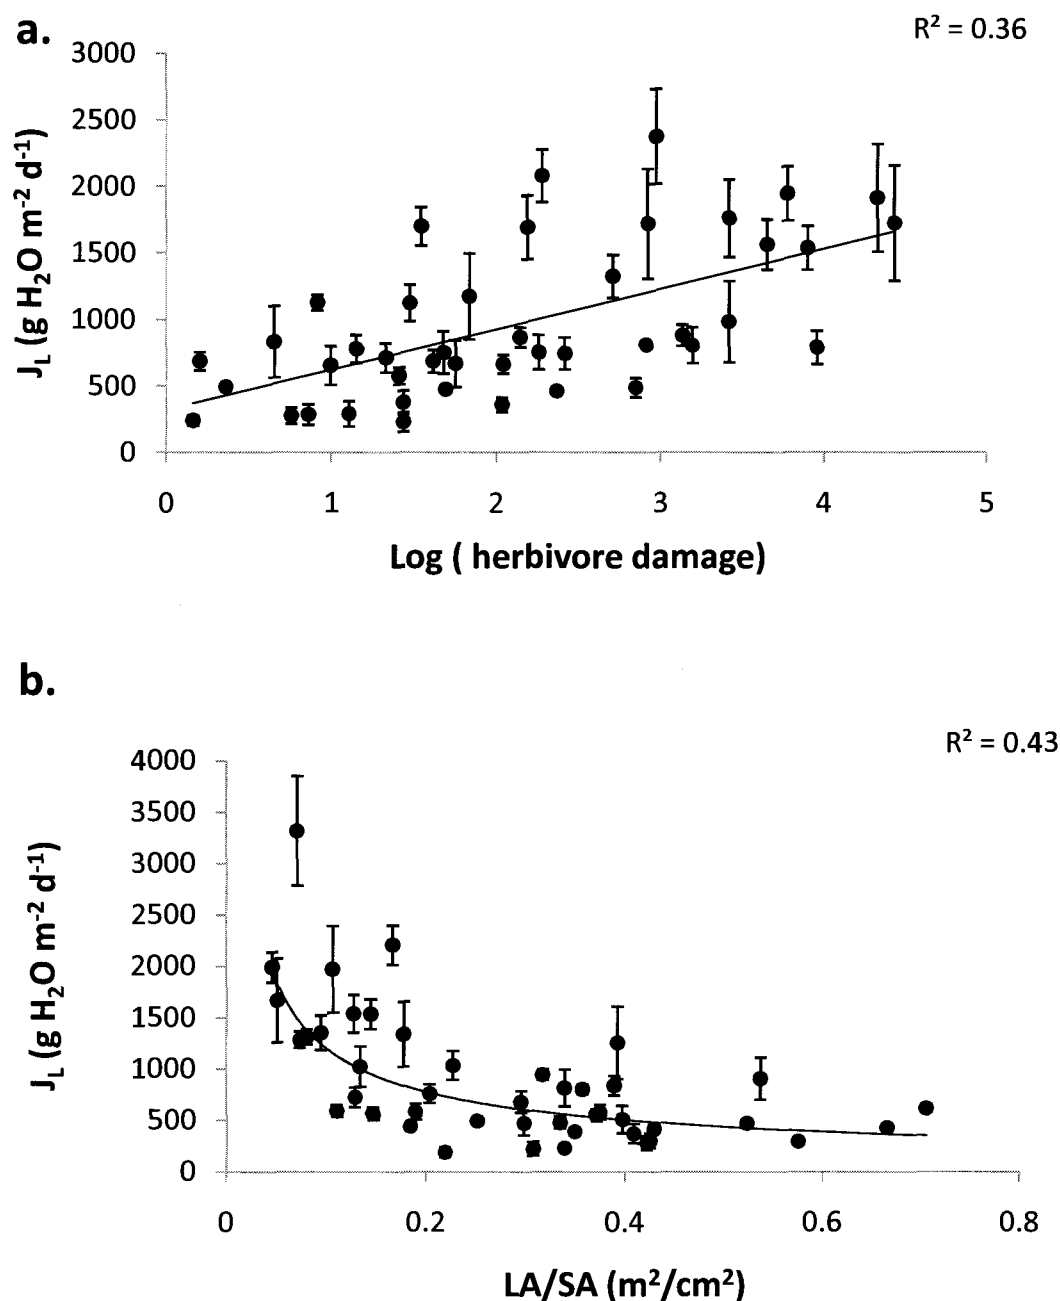 a.
R² = 0.36
3000
2500
2000
1500
1000
500
0
J_L (g H₂O m⁻² d⁻¹)
0 1 2 3 4 5
Log ( herbivore damage)
b.
R² = 0.43
4000
3500
3000
2500
2000
1500
1000
500
0
J_L (g H₂O m⁻² d⁻¹)
0 0.2 0.4 0.6 0.8
LA/SA (m²/cm²)